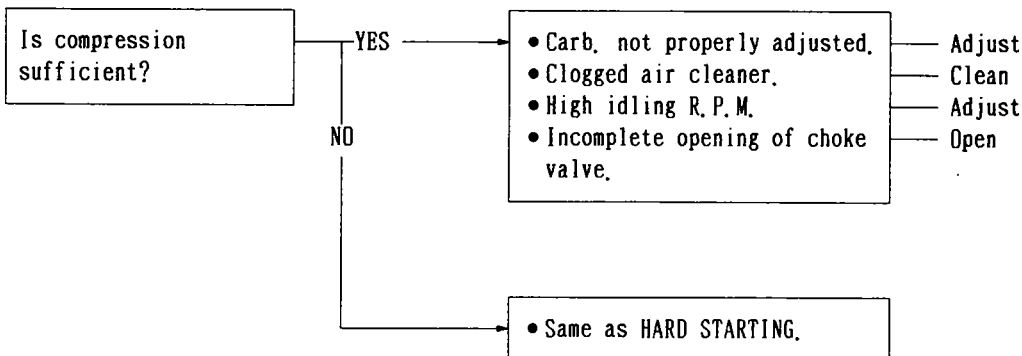 Is compression
sufficient?
YES
NO
• Carb. not properly adjusted.
• Clogged air cleaner.
• High idling R.P.M.
• Incomplete opening of choke
valve.
Adjust
Clean
Adjust
Open
• Same as HARD STARTING.